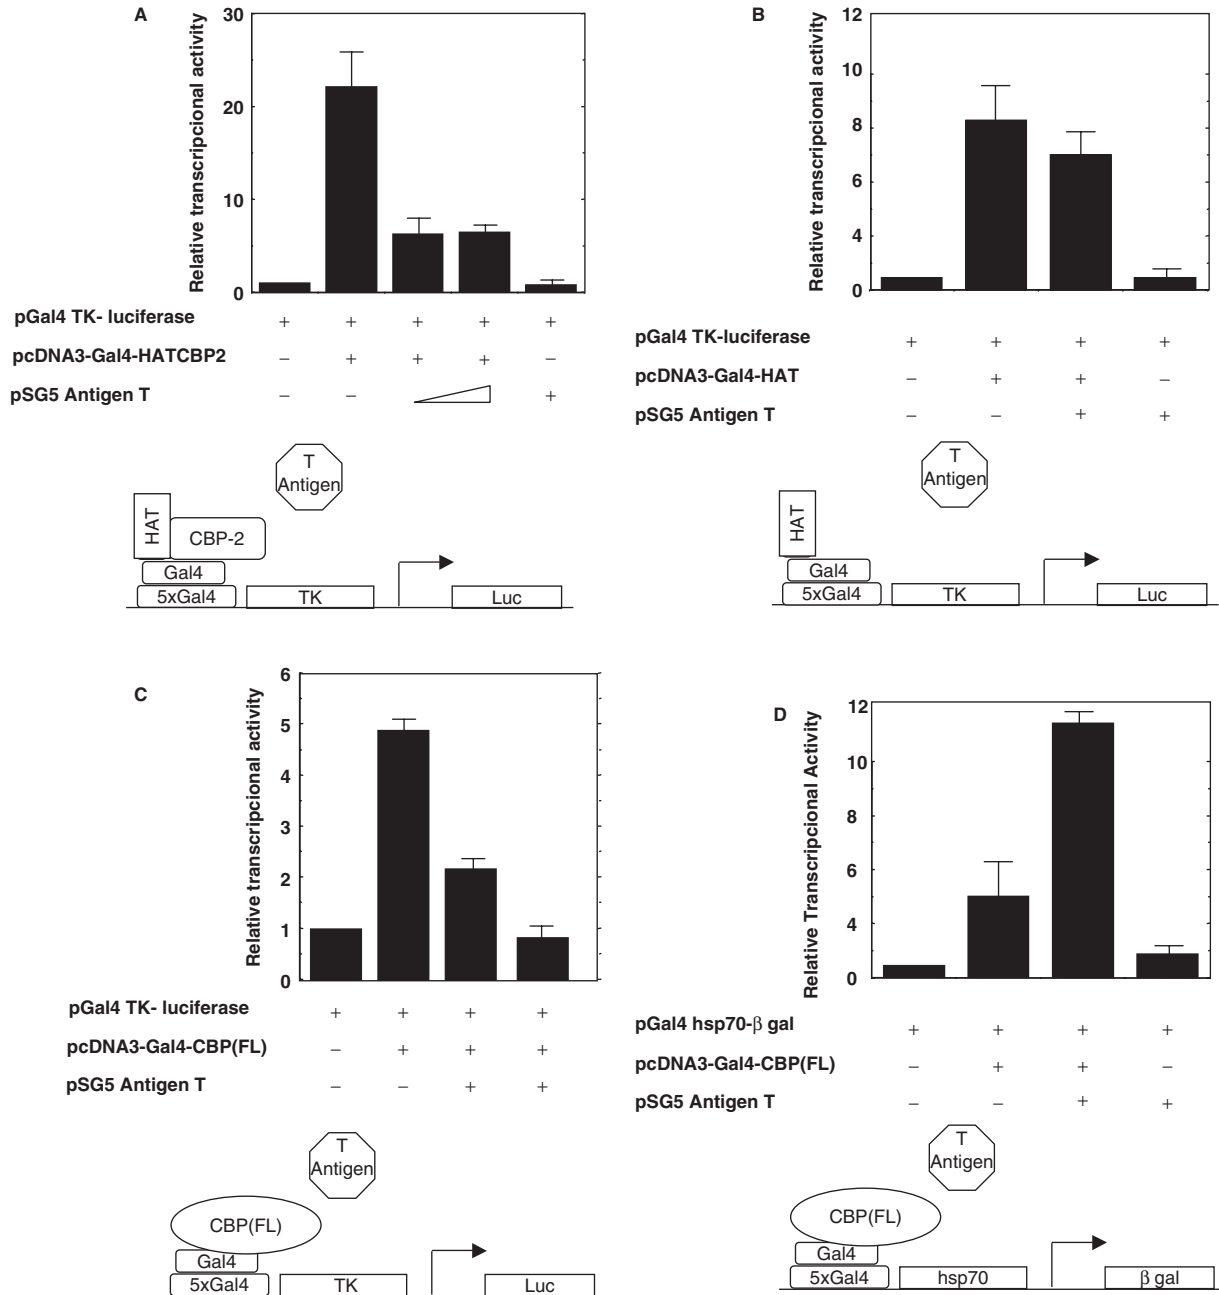 A
Relative transcripcional activity
30
20
10
0
pGal4 TK- luciferase + + + + +
pcDNA3-Gal4-HATCBP2 − + + + −
pSG5 Antigen T − − +
T
Antigen
HAT
CBP-2
Gal4
5xGal4
TK
Luc
B
Relative transcripcional activity
12
10
8
6
4
0
pGal4 TK-luciferase + + + +
pcDNA3-Gal4-HAT − + + −
pSG5 Antigen T − − + +
T
Antigen
HAT
Gal4
5xGal4
TK
Luc
C
Relative transcripcional activity
6
5
4
3
2
1
0
pGal4 TK- luciferase + + + +
pcDNA3-Gal4-CBP(FL) − + + +
pSG5 Antigen T − − + +
T
Antigen
CBP(FL)
Gal4
5xGal4
TK
Luc
D
Relative Transcripcional Activity
12
10
8
6
4
0
pGal4 hsp70-β gal + + + +
pcDNA3-Gal4-CBP(FL) − + + −
pSG5 Antigen T − − + +
T
Antigen
CBP(FL)
Gal4
5xGal4
hsp70
β gal